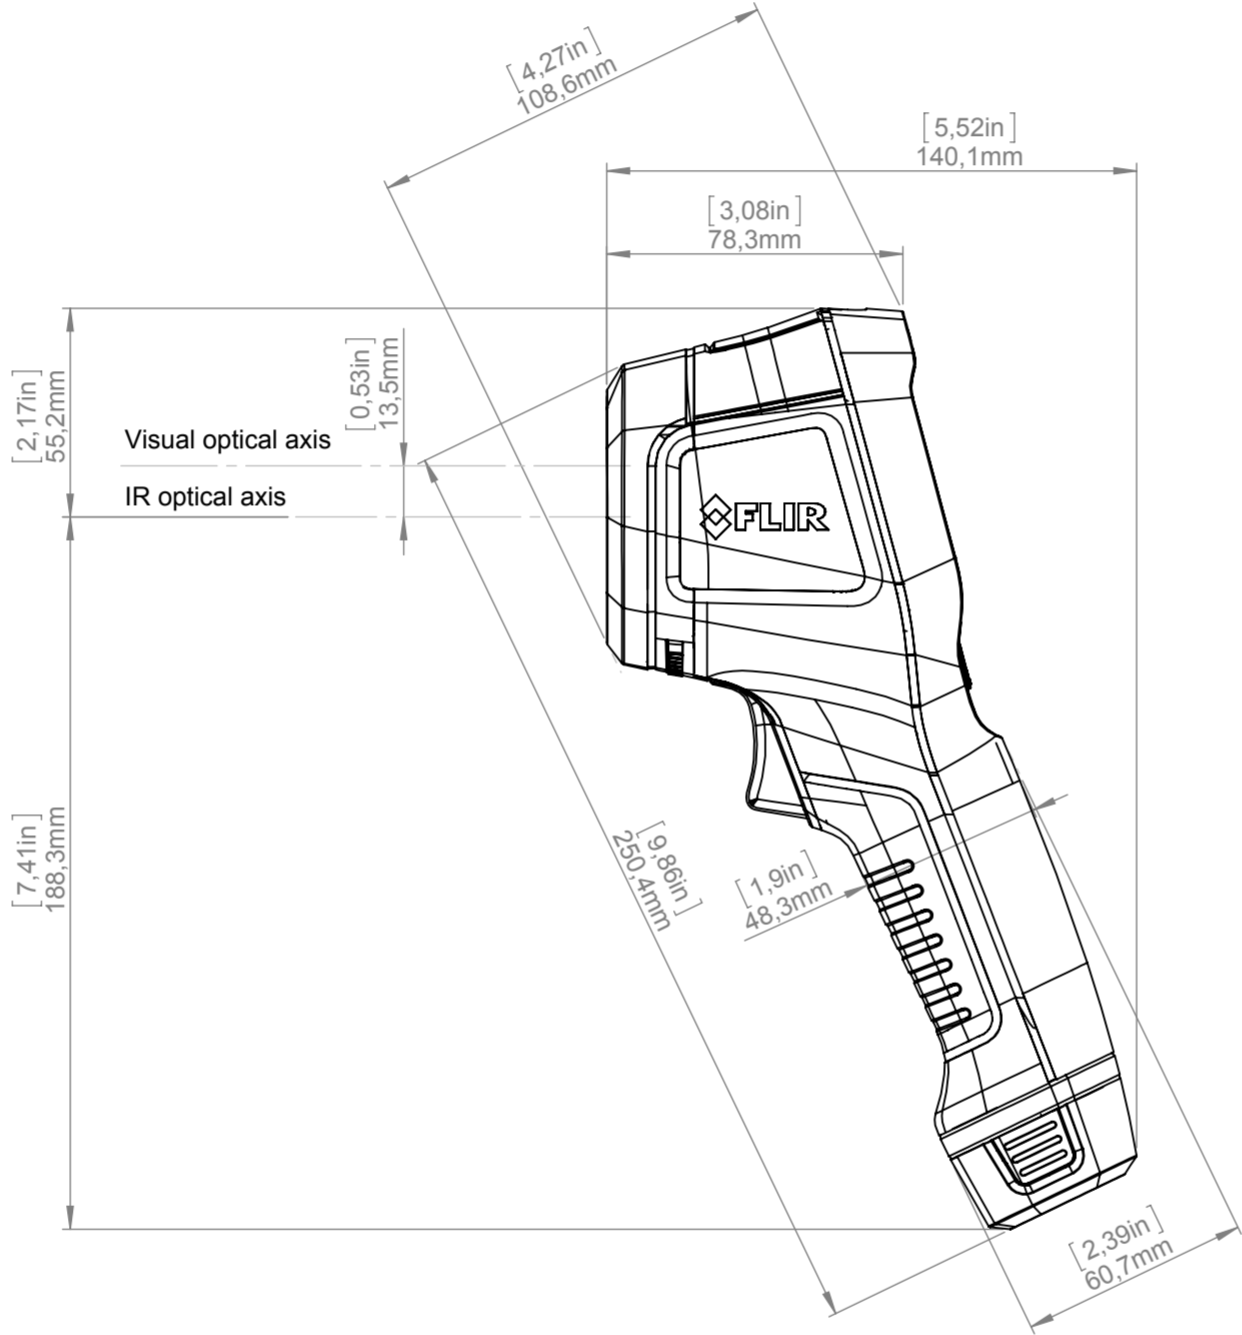 [4,27in]
108,6mm
[5,52in]
140,1mm
[3,08in]
78,3mm
[2,17in]
55,2mm
[0,53in]
13,5mm
Visual optical axis
IR optical axis
FLIR
[7,41in]
188,3mm
[9,86in]
250,4mm
[1,9in]
48,3mm
[2,39in]
60,7mm